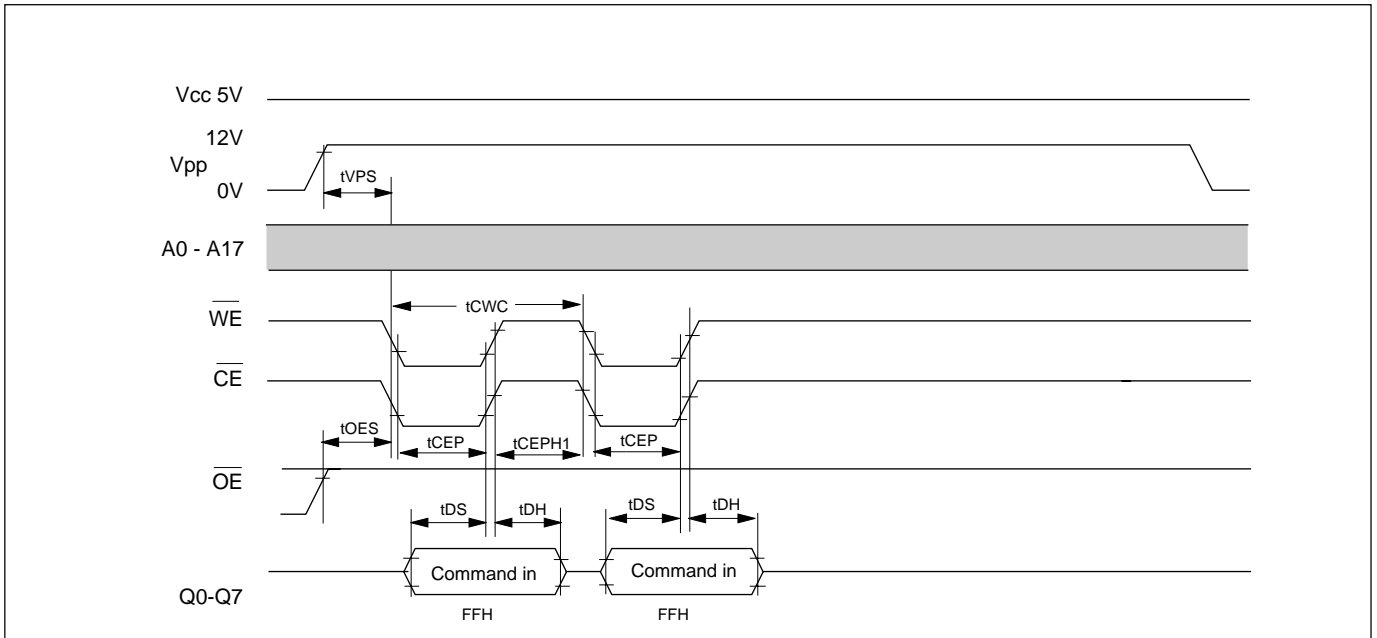 Vcc 5V
12V
Vpp
0V
tVPS
A0 - A17
tCWC
WE
CE
tOES
tCEP
tCEPH1
tCEP
OE
tDS
tDH
tDS
tDH
Command in
Command in
Q0-Q7
FFH
FFH